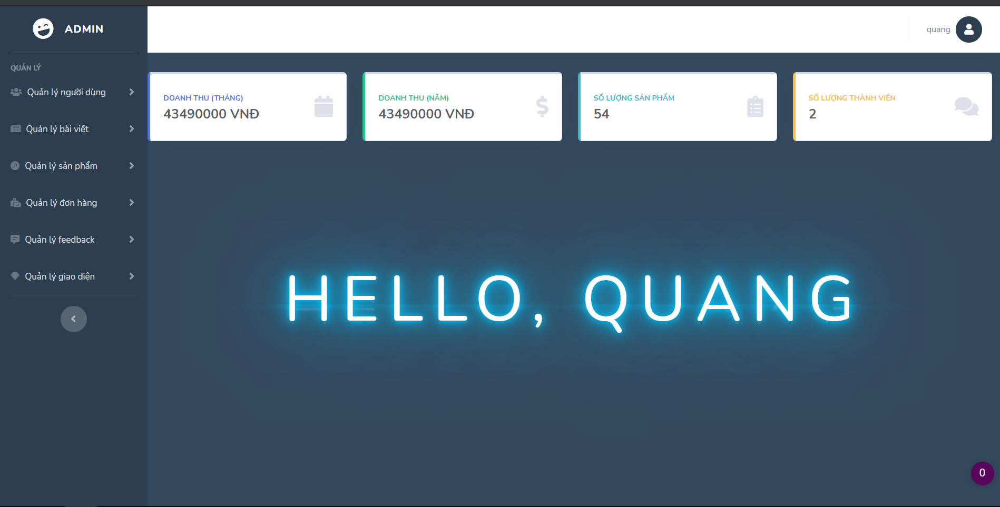 ADMIN
quang
QUẢN LÝ
Quản lý người dùng
Quản lý bài viết
Quản lý sản phẩm
Quản lý đơn hàng
Quản lý feedback
Quản lý giao diện
DOANH THU (THÁNG)
43490000 VNĐ
DOANH THU (NĂM)
43490000 VNĐ
SỐ LƯỢNG SẢN PHẨM
54
SỐ LƯỢNG THÀNH VIÊN
2
HELLO, QUANG
0